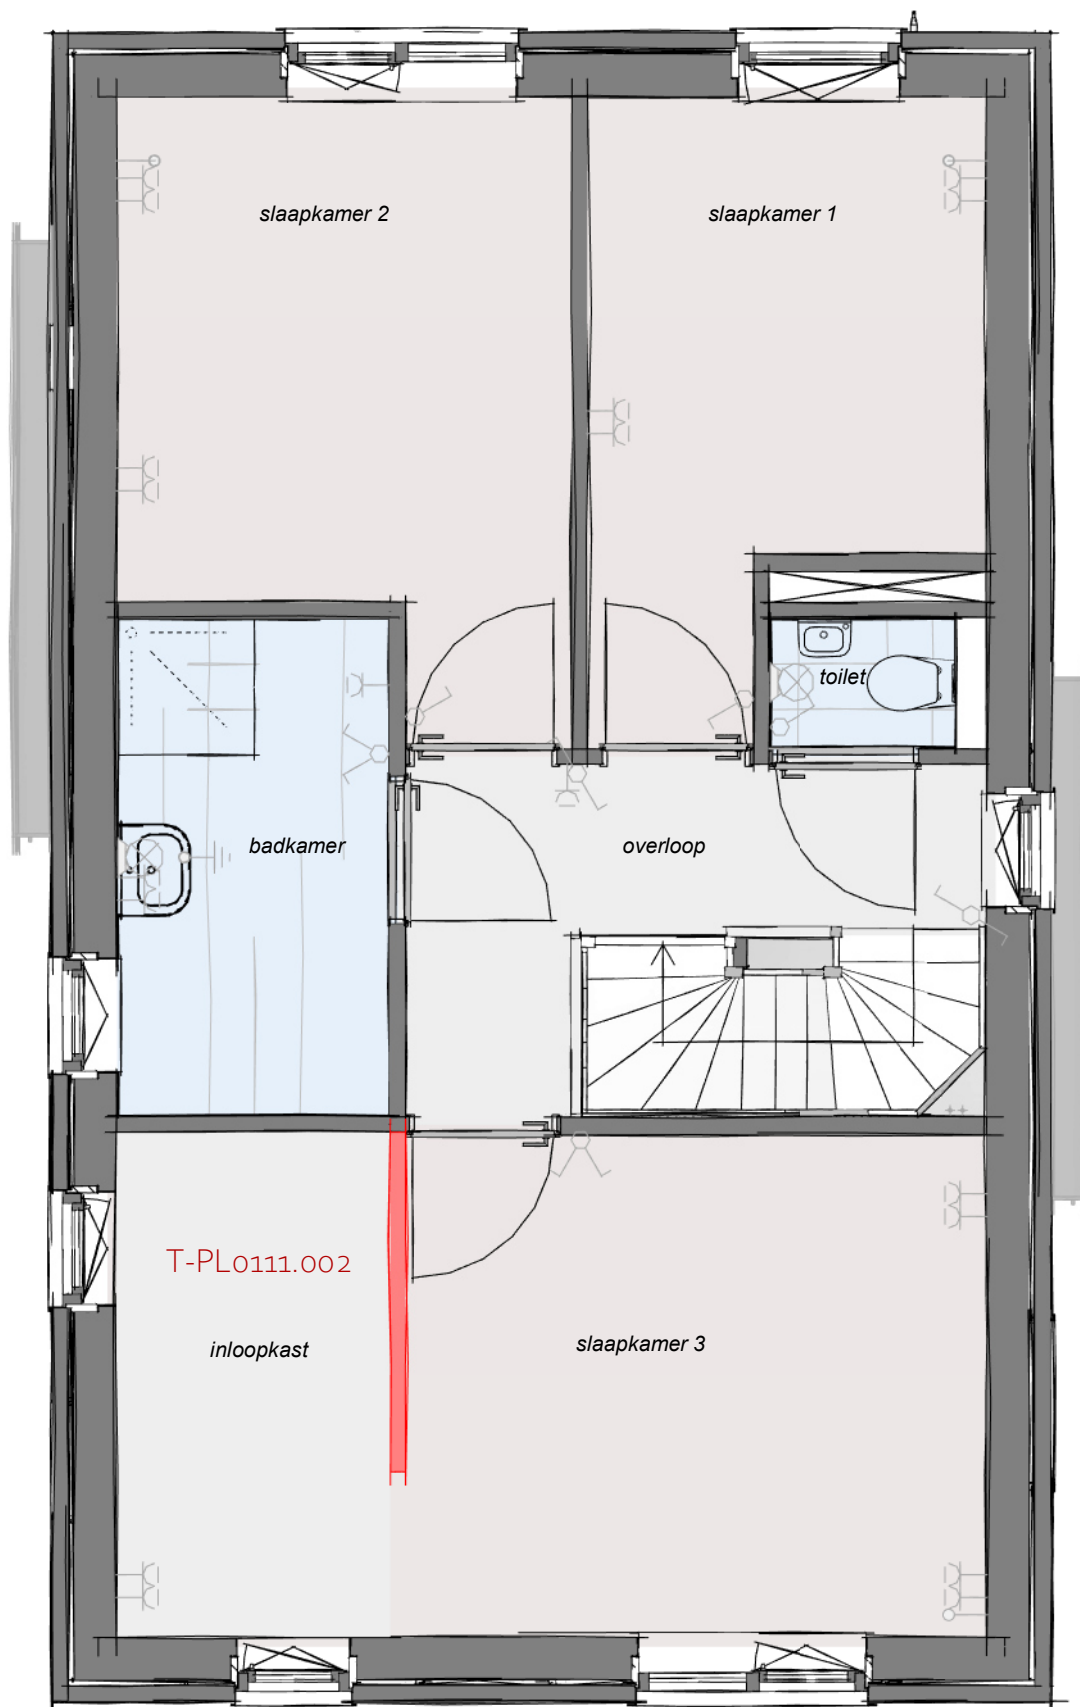 slaapkamer 2
slaapkamer 1
toilet
badkamer
overloop
T-PL0111.002
inloopkast
slaapkamer 3